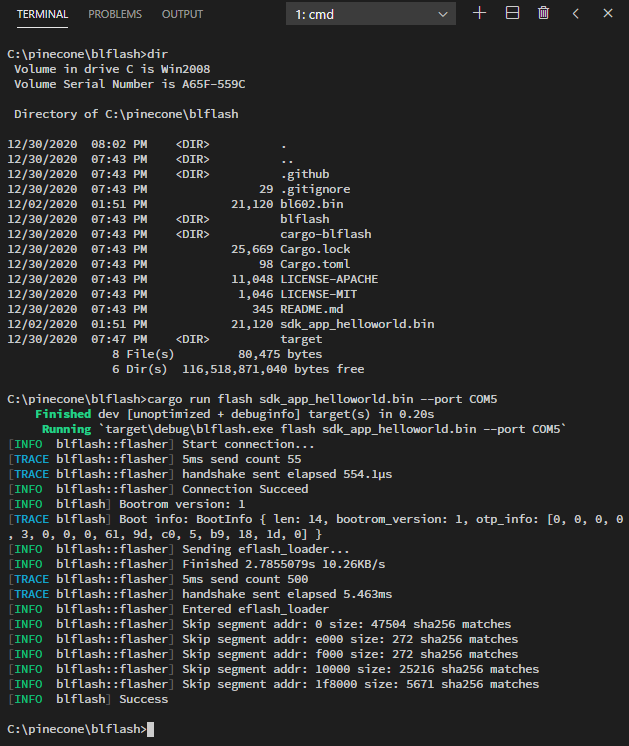 TERMINAL PROBLEMS OUTPUT 1: cmd
C:\pinecone\blflash>dir
Volume in drive C is Win2008
Volume Serial Number is A65F-559C
Directory of C:\pinecone\blflash
12/30/2020 08:02 PM <DIR> .
12/30/2020 07:43 PM <DIR> ..
12/30/2020 07:43 PM <DIR> .github
12/30/2020 07:43 PM 29 .gitignore
12/02/2020 01:51 PM 21,120 bl602.bin
12/30/2020 07:43 PM <DIR> blflash
12/30/2020 07:43 PM <DIR> cargo-blflash
12/30/2020 07:43 PM 25,669 Cargo.lock
12/30/2020 07:43 PM 98 Cargo.toml
12/30/2020 07:43 PM 11,048 LICENSE-APACHE
12/30/2020 07:43 PM 1,046 LICENSE-MIT
12/30/2020 07:43 PM 345 README.md
12/02/2020 01:51 PM 21,120 sdk_app_helloworld.bin
12/30/2020 07:47 PM <DIR> target
8 File(s) 80,475 bytes
6 Dir(s) 116,518,871,040 bytes free
C:\pinecone\blflash>cargo run flash sdk_app_helloworld.bin --port COM5
Finished dev [unoptimized + debuginfo] target(s) in 0.20s
Running `target\debug\blflash.exe flash sdk_app_helloworld.bin --port COM5`
[INFO  blflash::flasher] Start connection...
[TRACE blflash::flasher] 5ms send count 55
[TRACE blflash::flasher] handshake sent elapsed 554.1µs
[INFO  blflash::flasher] Connection Succeed
[INFO  blflash] Bootrom version: 1
[TRACE blflash] Boot info: BootInfo { len: 14, bootrom_version: 1, otp_info: [0, 0, 0, 0
, 3, 0, 0, 0, 61, 9d, c0, 5, b9, 18, 1d, 0] }
[INFO  blflash::flasher] Sending eflash_loader...
[INFO  blflash::flasher] Finished 2.7855079s 10.26KB/s
[TRACE blflash::flasher] 5ms send count 500
[TRACE blflash::flasher] handshake sent elapsed 5.463ms
[INFO  blflash::flasher] Entered eflash_loader
[INFO  blflash::flasher] Skip segment addr: 0 size: 47504 sha256 matches
[INFO  blflash::flasher] Skip segment addr: e000 size: 272 sha256 matches
[INFO  blflash::flasher] Skip segment addr: f000 size: 272 sha256 matches
[INFO  blflash::flasher] Skip segment addr: 10000 size: 25216 sha256 matches
[INFO  blflash::flasher] Skip segment addr: 1f8000 size: 5671 sha256 matches
[INFO  blflash] Success
C:\pinecone\blflash>